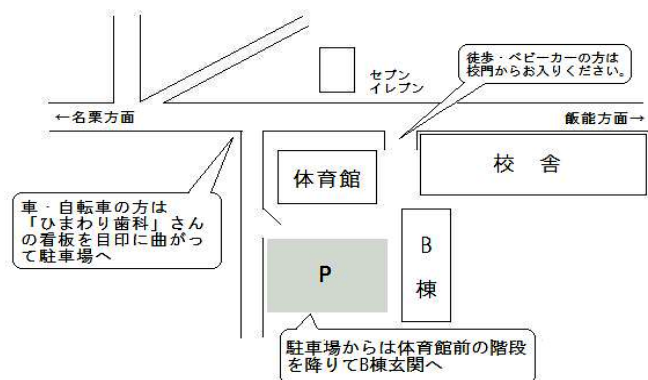 徒歩・ベビーカーの方は
校門からお入りください。
セブン
イレブン
←名栗方面
飯能方面→
体育館
校舎
車・自転車の方は
「ひまわり歯科」さん
の看板を目印に曲がっ
て駐車場へ
B
棟
P
駐車場からは体育館前の階段
を降りてB棟玄関へ